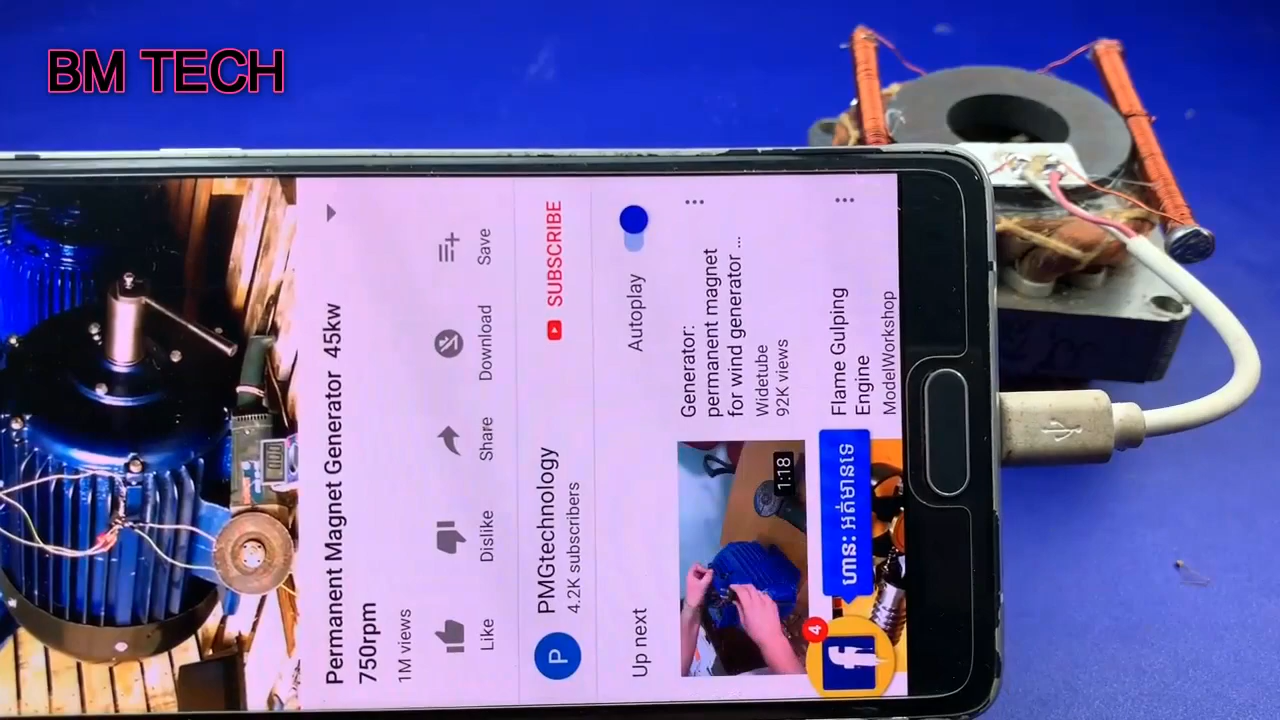 BM TECH
Permanent Magnet Generator 45kw
750rpm
1M views
Like
Dislike
Share
Download
Save
P
PMGtechnology
4.2K subscribers
SUBSCRIBE
Up next
Autoplay
1:18
Generator:
permanent magnet
for wind generator ...
Widetube
92K views
Flame Gulping
Engine
ModelWorkshop
4
f